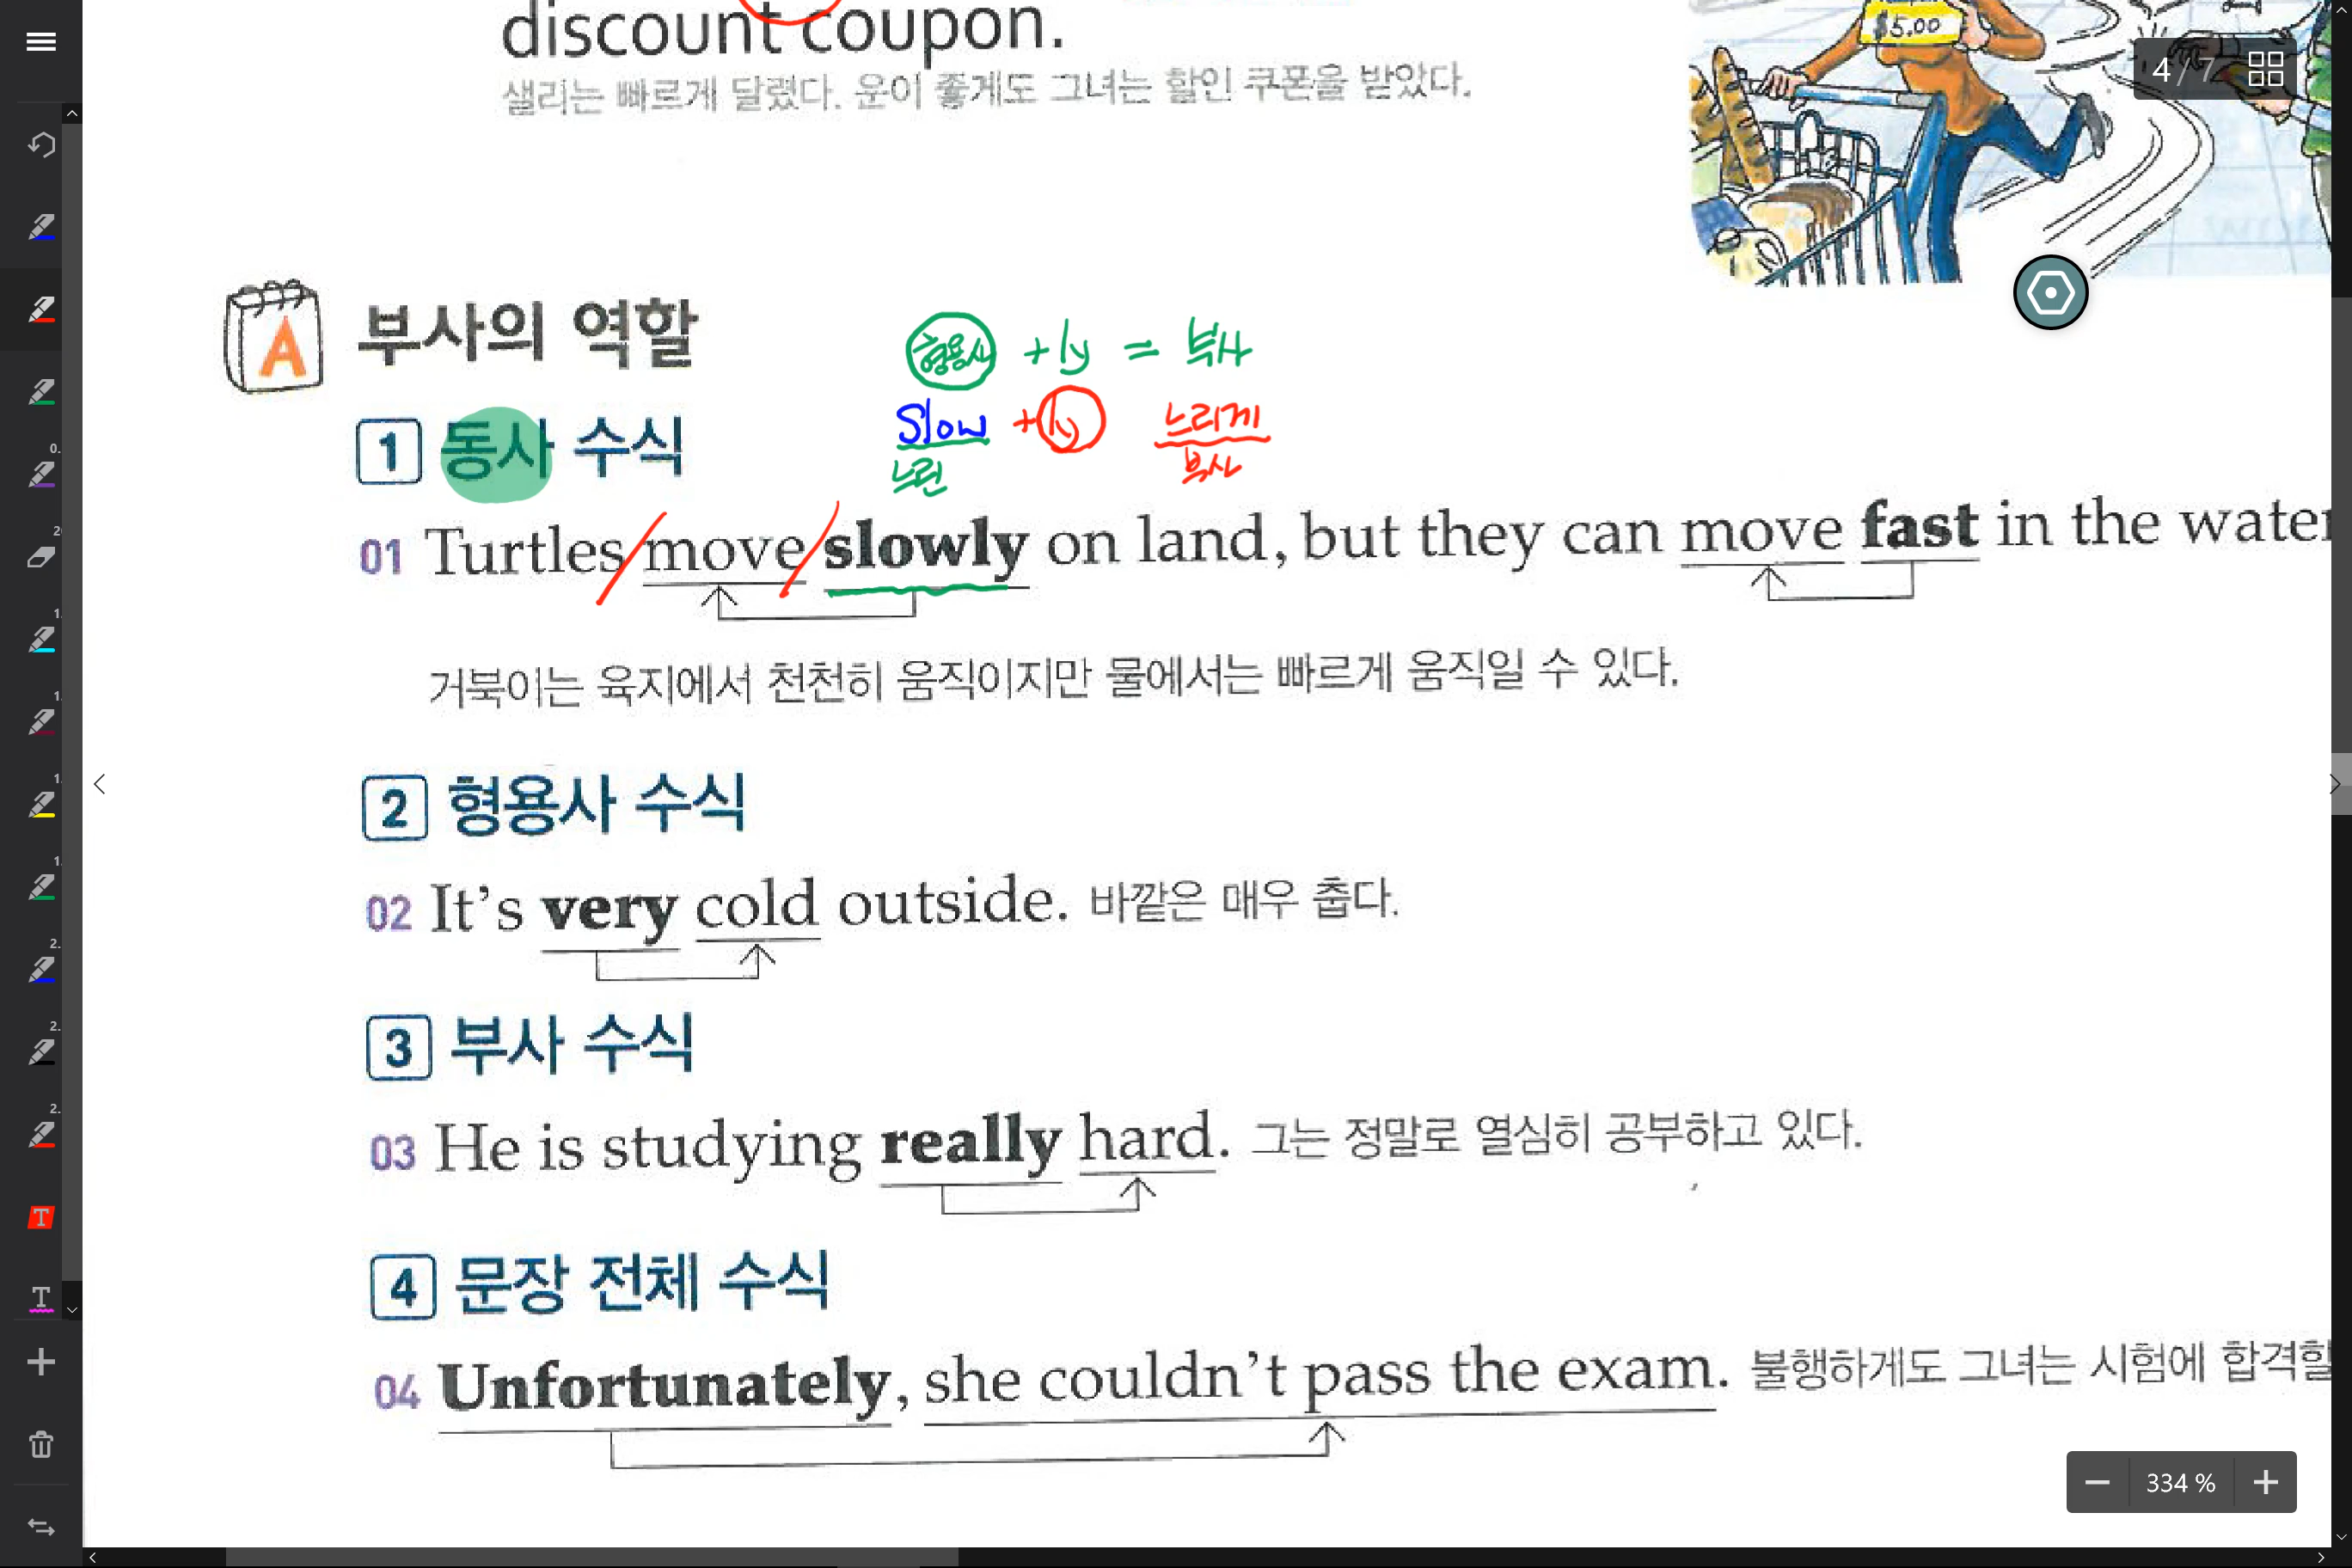 discount coupon.
샐리는 빠르게 달렸다. 운이 좋게도 그녀는 할인 쿠폰을 받았다.
$5.00
4 / 7
A 부사의 역할
형용사 + ly = 부사
1 동사 수식
Slow + ly 느리게
느린 부사
01 Turtles / move / slowly on land, but they can move fast in the water
거북이는 육지에서 천천히 움직이지만 물에서는 빠르게 움직일 수 있다.
2 형용사 수식
02 It's very cold outside. 바깥은 매우 춥다.
3 부사 수식
03 He is studying really hard. 그는 정말로 열심히 공부하고 있다.
4 문장 전체 수식
04 Unfortunately, she couldn't pass the exam. 불행하게도 그녀는 시험에 합격할
334 %